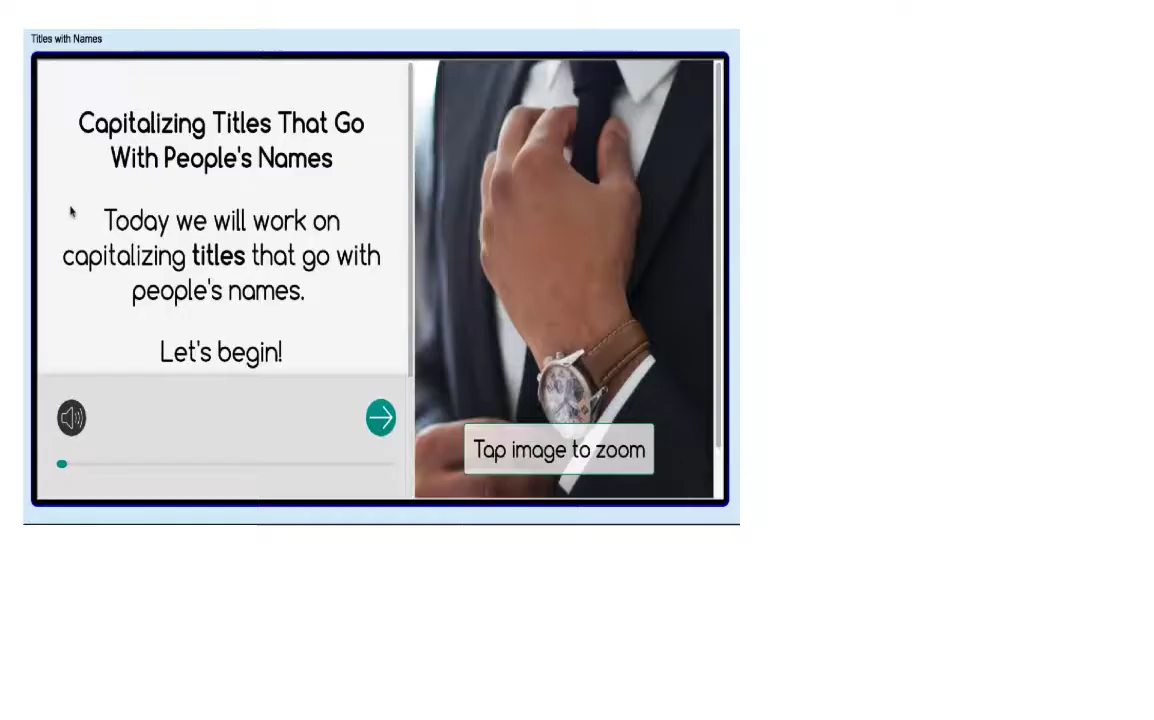 Titles with Names
Capitalizing Titles That Go
With People's Names
Today we will work on
capitalizing titles that go with
people's names.
Let's begin!
Tap image to zoom